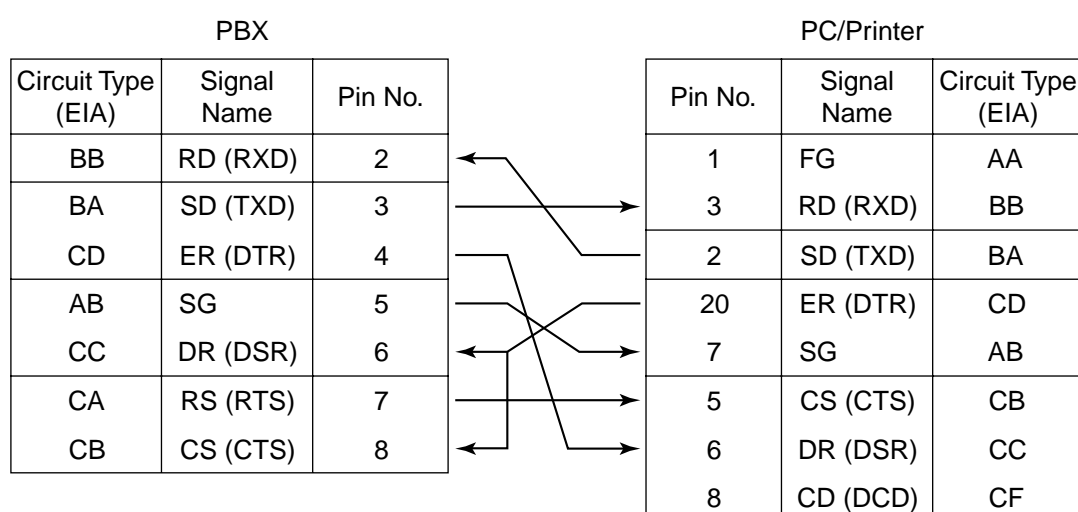 PBX
Circuit Type (EIA) Signal Name Pin No.
BB RD (RXD) 2
BA SD (TXD) 3
CD ER (DTR) 4
AB SG 5
CC DR (DSR) 6
CA RS (RTS) 7
CB CS (CTS) 8
PC/Printer
Pin No. Signal Name Circuit Type (EIA)
1 FG AA
3 RD (RXD) BB
2 SD (TXD) BA
20 ER (DTR) CD
7 SG AB
5 CS (CTS) CB
6 DR (DSR) CC
8 CD (DCD) CF